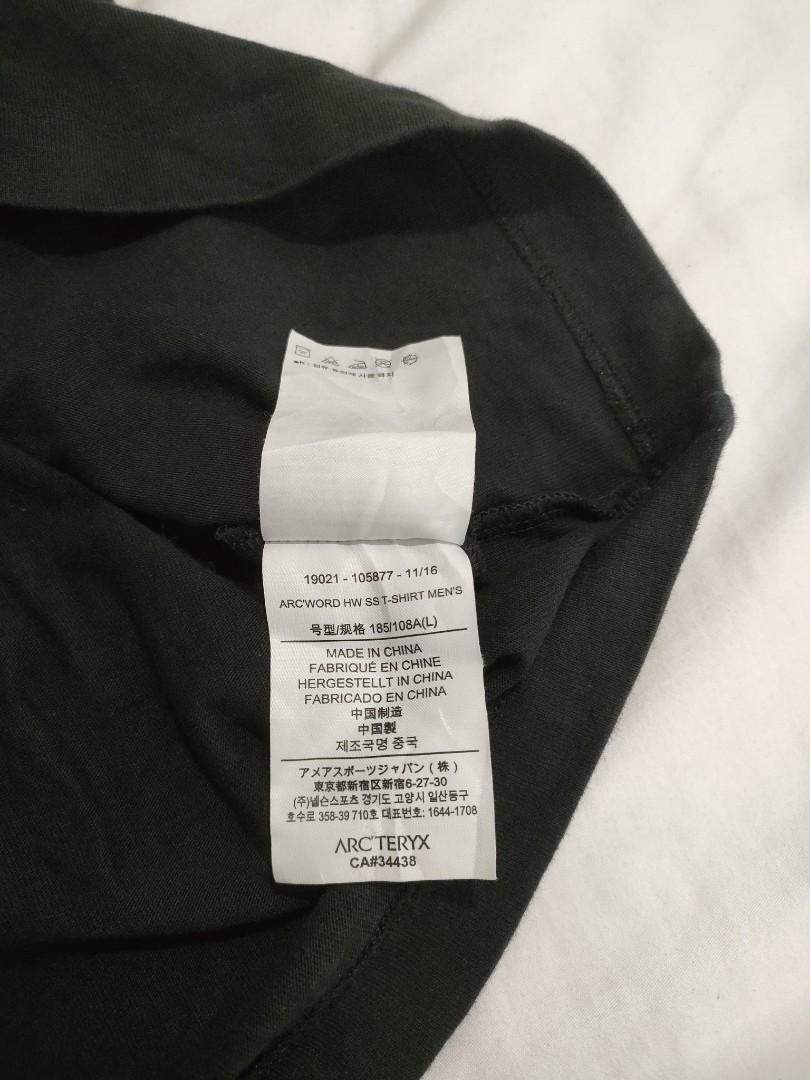 19021 - 105877 - 11/16
ARC'WORD HW SS T-SHIRT MEN'S
号型/规格 185/108A(L)
MADE IN CHINA
FABRIQUÉ EN CHINE
HERGESTELLT IN CHINA
FABRICADO EN CHINA
中国制造
中国製
제조국명 중국
アメアスポーツジャパン ( 株 )
東京都新宿区新宿6-27-30
(주)넬슨스포츠 경기도 고양시 일산동구
호수로 358-39 710호 대표번호: 1644-1708
ARC'TERYX
CA#34438